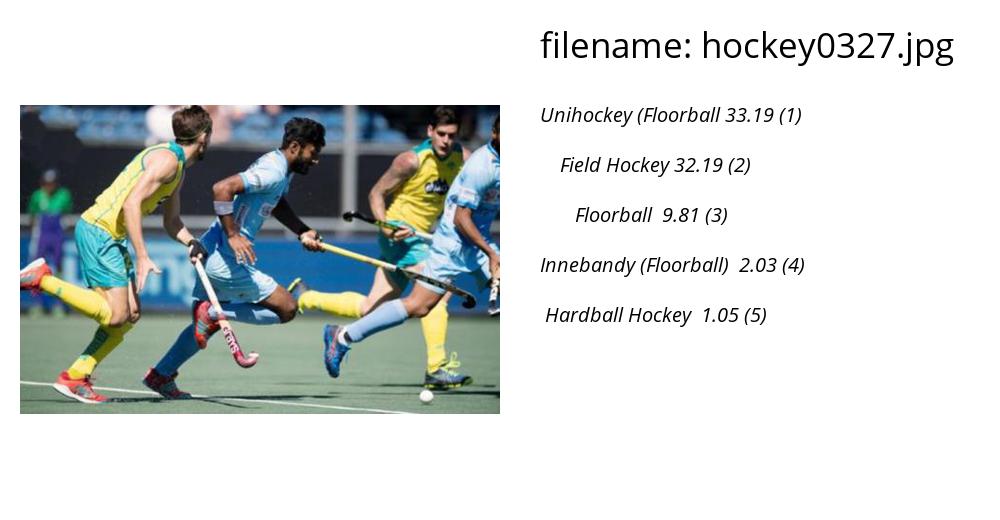 filename: hockey0327.jpg
Unihockey (Floorball 33.19 (1)
Field Hockey 32.19 (2)
Floorball 9.81 (3)
Innebandy (Floorball) 2.03 (4)
Hardball Hockey 1.05 (5)